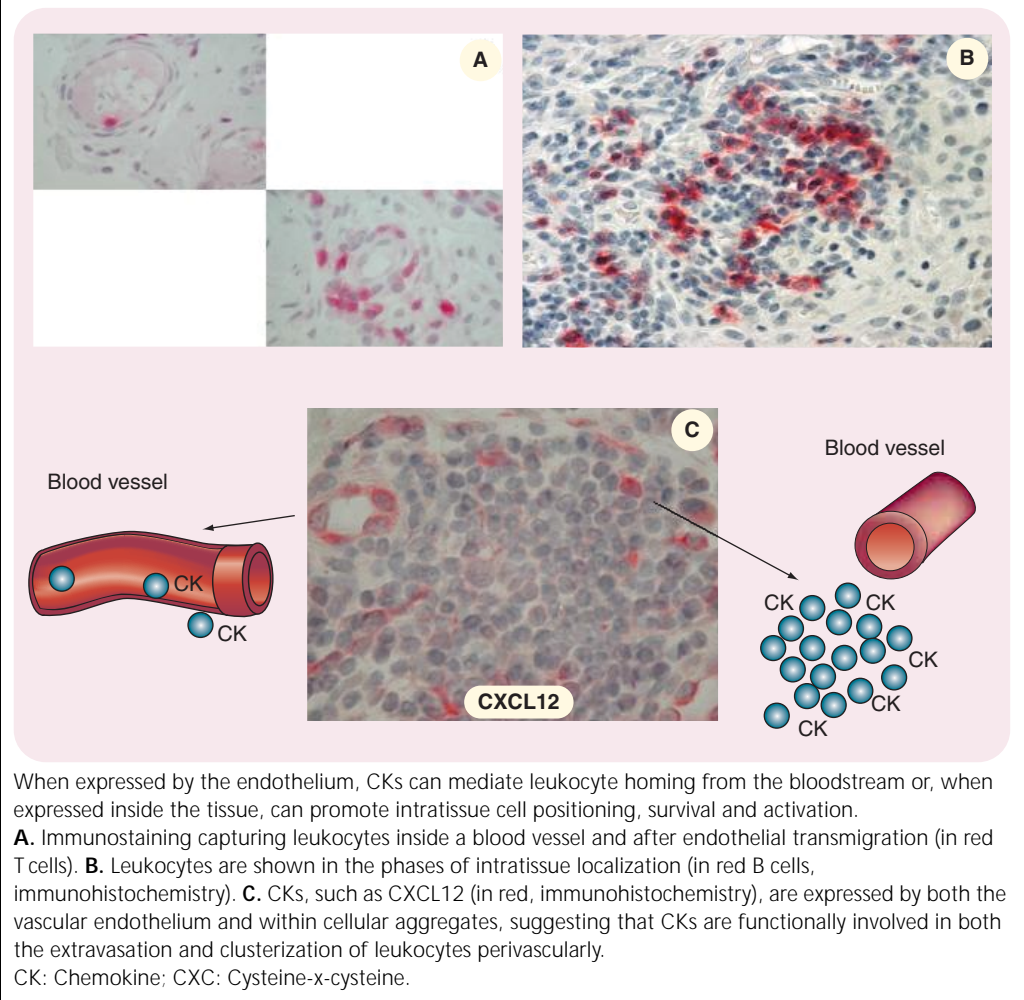 A
B
C
Blood vessel
Blood vessel
CK
CK
CK
CK
CK
CK
CK
CXCL12
When expressed by the endothelium, CKs can mediate leukocyte homing from the bloodstream or, when
expressed inside the tissue, can promote intratissue cell positioning, survival and activation.
A. Immunostaining capturing leukocytes inside a blood vessel and after endothelial transmigration (in red
T cells). B. Leukocytes are shown in the phases of intratissue localization (in red B cells,
immunohistochemistry). C. CKs, such as CXCL12 (in red, immunohistochemistry), are expressed by both the
vascular endothelium and within cellular aggregates, suggesting that CKs are functionally involved in both
the extravasation and clusterization of leukocytes perivascularly.
CK: Chemokine; CXC: Cysteine-x-cysteine.